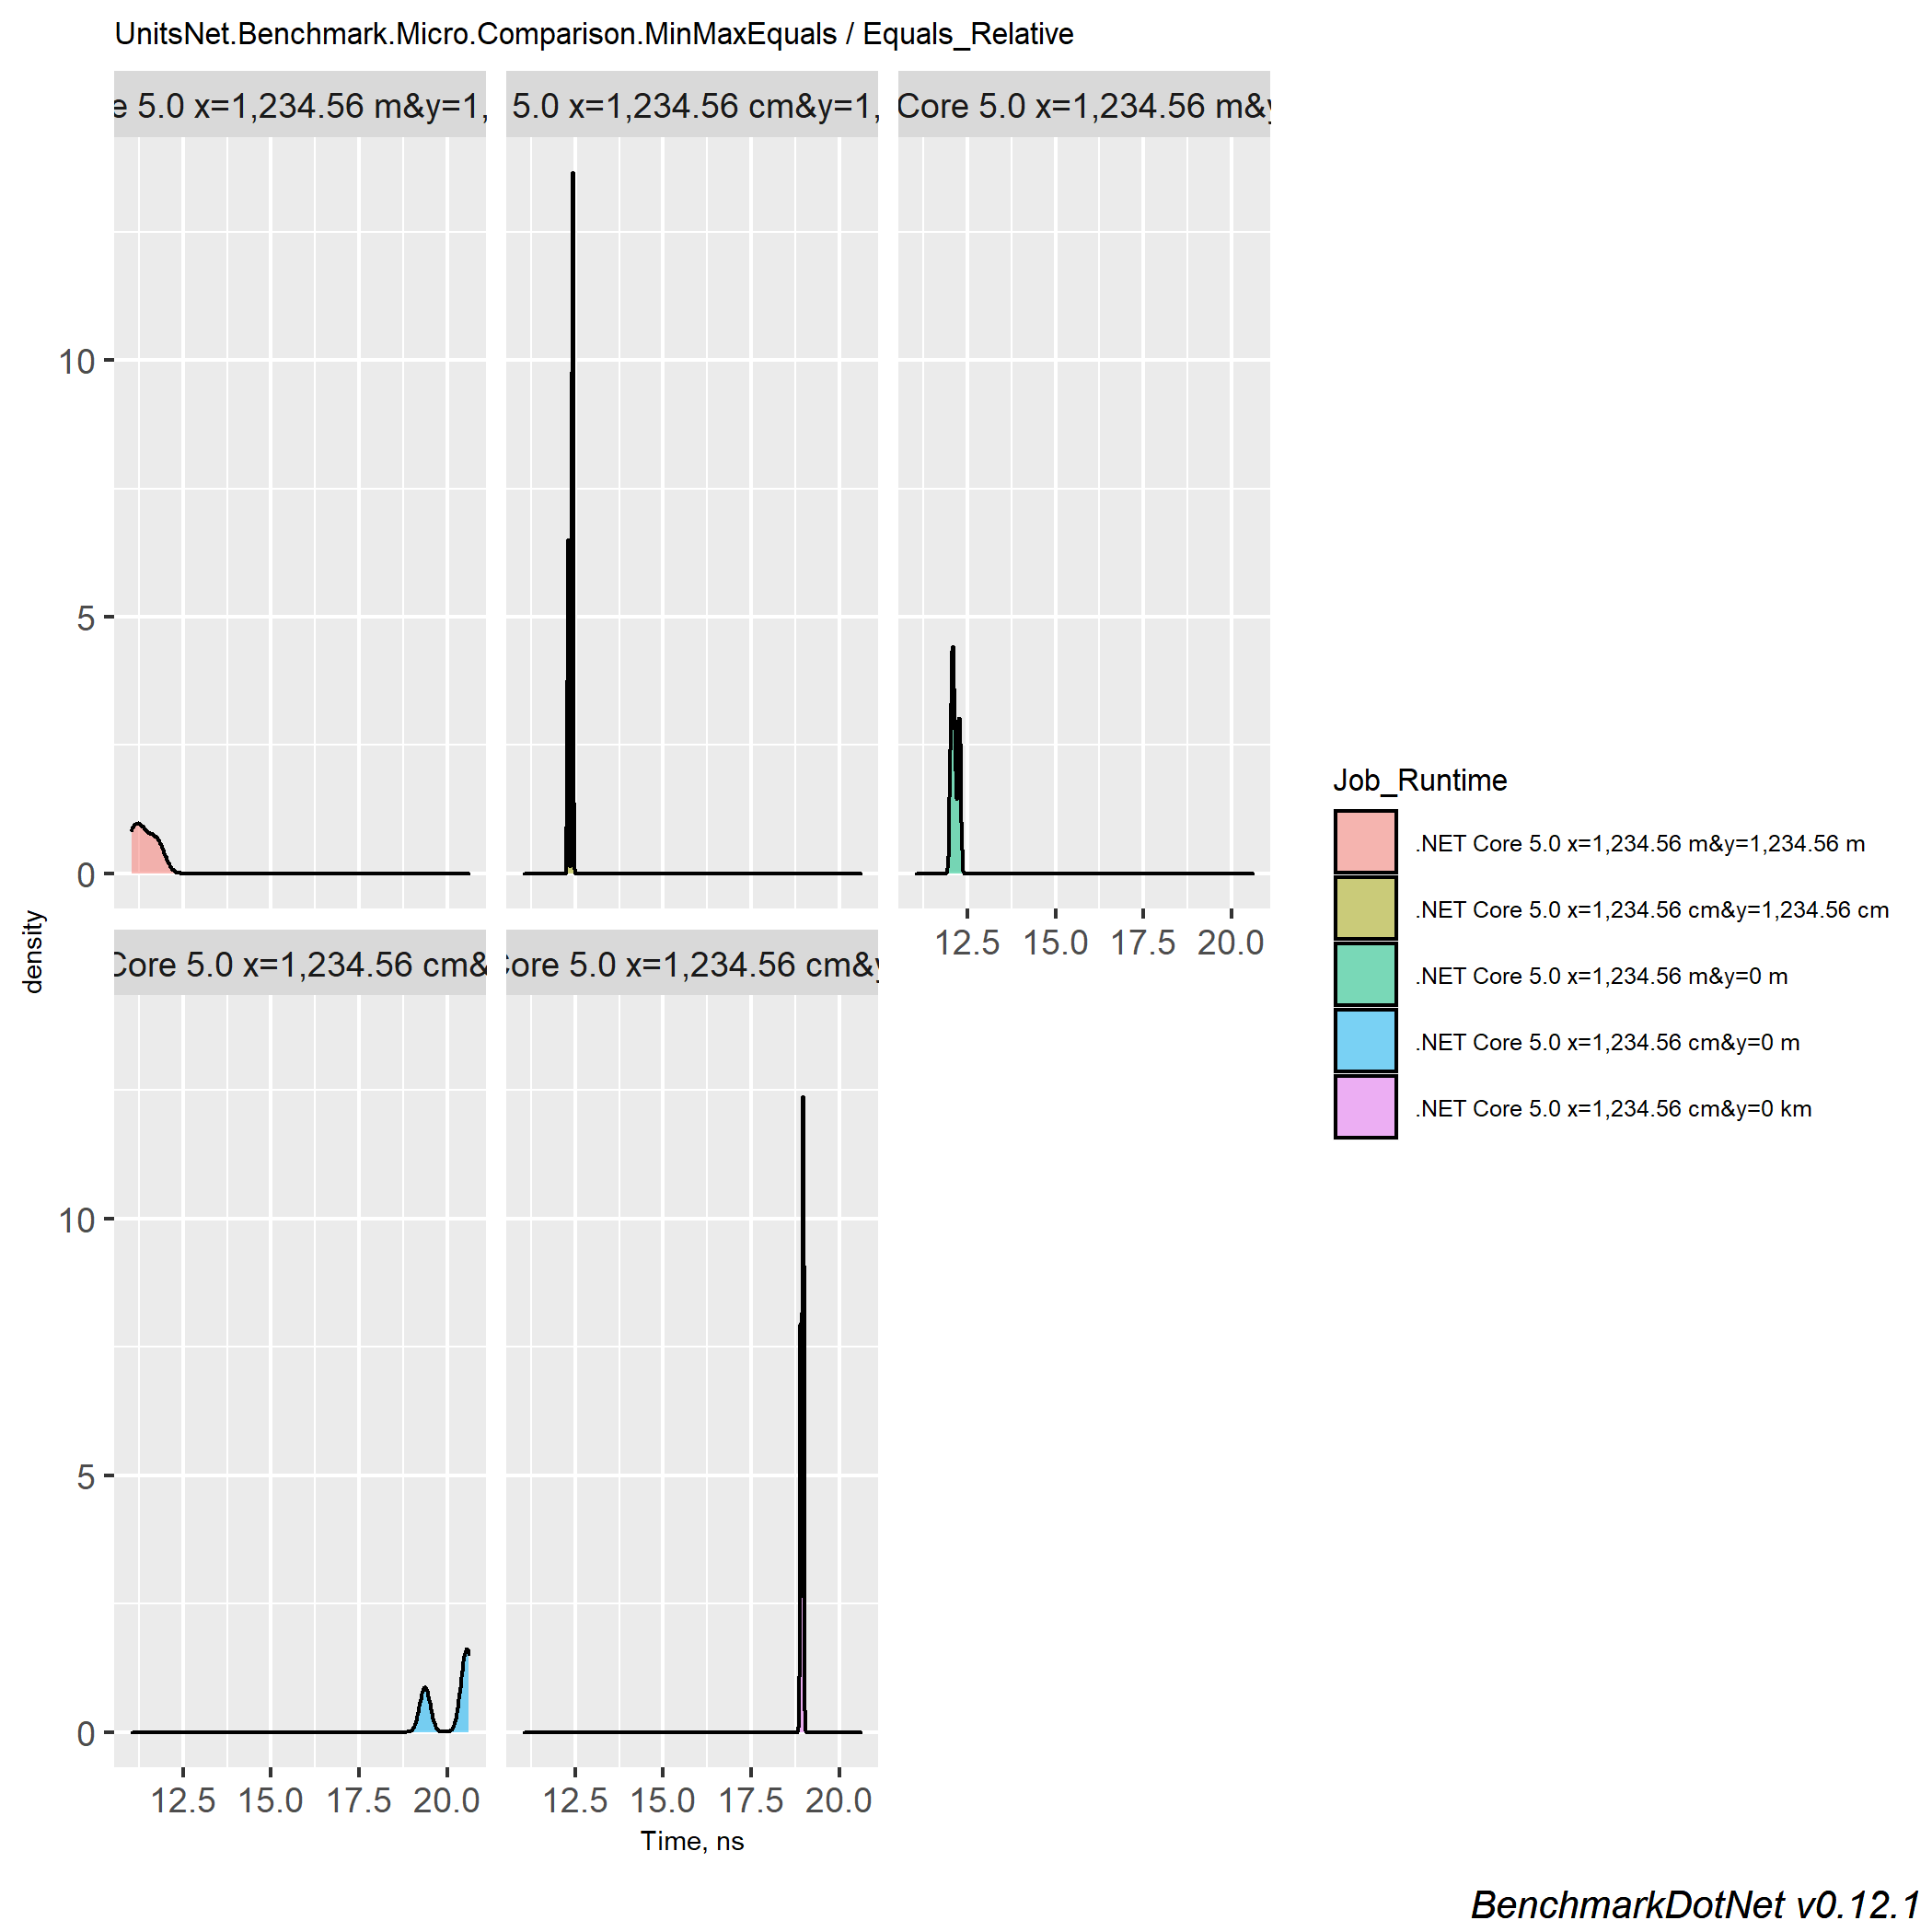 UnitsNet.Benchmark.Micro.Comparison.MinMaxEquals / Equals_Relative
e 5.0 x=1,234.56 m&y=1,
5.0 x=1,234.56 cm&y=1,
Core 5.0 x=1,234.56 m&y
10
5
0
12.5 15.0 17.5 20.0
density
Core 5.0 x=1,234.56 cm&
Core 5.0 x=1,234.56 cm&y
10
5
0
12.5 15.0 17.5 20.0
12.5 15.0 17.5 20.0
Time, ns
Job_Runtime
.NET Core 5.0 x=1,234.56 m&y=1,234.56 m
.NET Core 5.0 x=1,234.56 cm&y=1,234.56 cm
.NET Core 5.0 x=1,234.56 m&y=0 m
.NET Core 5.0 x=1,234.56 cm&y=0 m
.NET Core 5.0 x=1,234.56 cm&y=0 km
BenchmarkDotNet v0.12.1